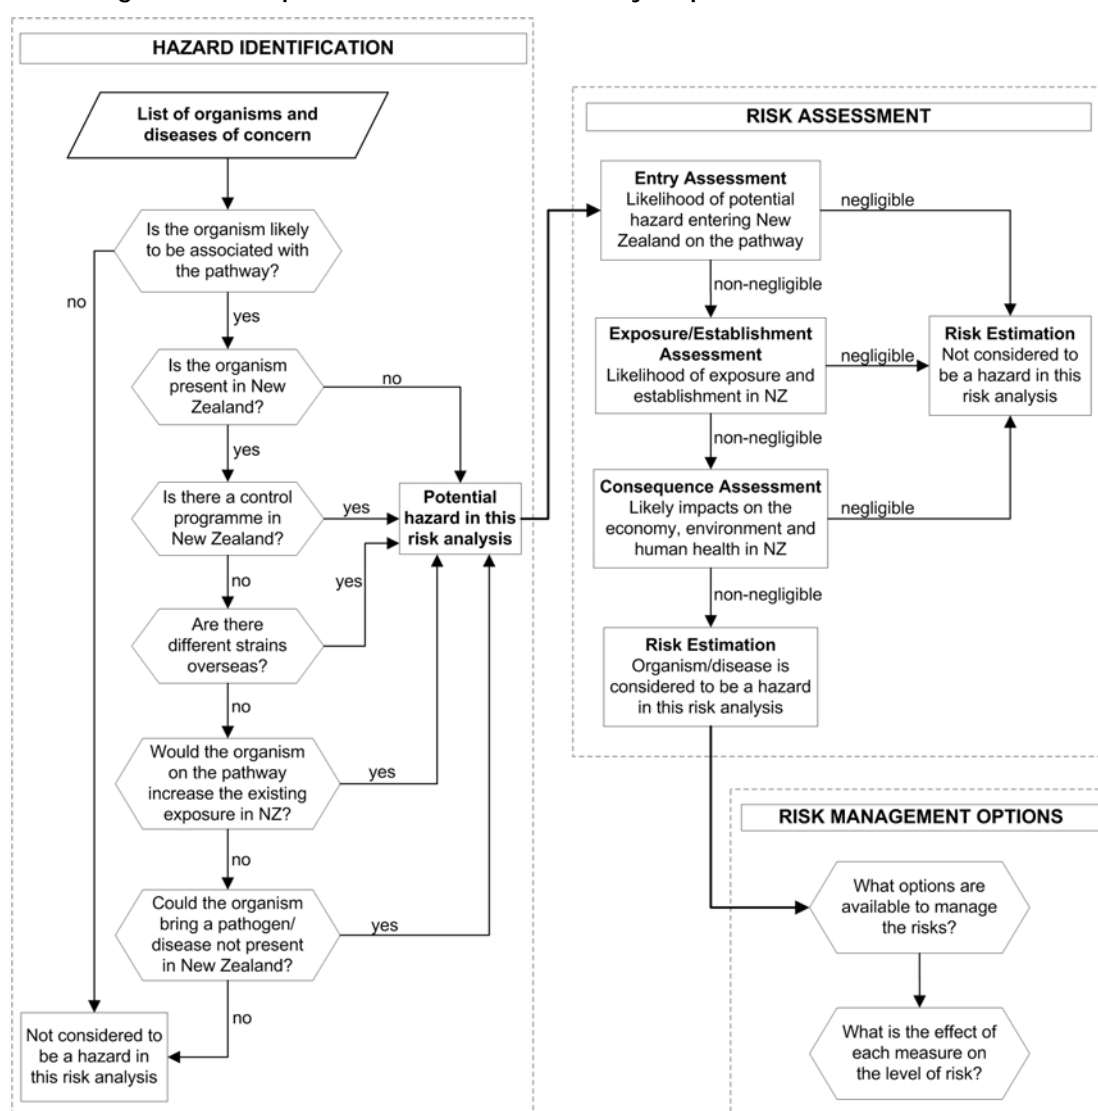 HAZARD IDENTIFICATION
List of organisms and
diseases of concern
Is the organism likely
to be associated with
the pathway?
no
yes
Is the organism
present in New
Zealand?
no
yes
Is there a control
programme in
New Zealand?
yes
no
Are there
different strains
overseas?
yes
no
Would the organism
on the pathway
increase the existing
exposure in NZ?
yes
no
Could the organism
bring a pathogen/
disease not present
in New Zealand?
yes
no
Not considered to
be a hazard in
this risk analysis
Potential
hazard in this
risk analysis
RISK ASSESSMENT
Entry Assessment
Likelihood of potential
hazard entering New
Zealand on the pathway
negligible
non-negligible
Exposure/Establishment
Assessment
Likelihood of exposure and
establishment in NZ
negligible
non-negligible
Consequence Assessment
Likely impacts on the
economy, environment and
human health in NZ
negligible
non-negligible
Risk Estimation
Not considered to
be a hazard in this
risk analysis
Risk Estimation
Organism/disease is
considered to be a hazard
in this risk analysis
RISK MANAGEMENT OPTIONS
What options are
available to manage
the risks?
What is the effect of
each measure on
the level of risk?